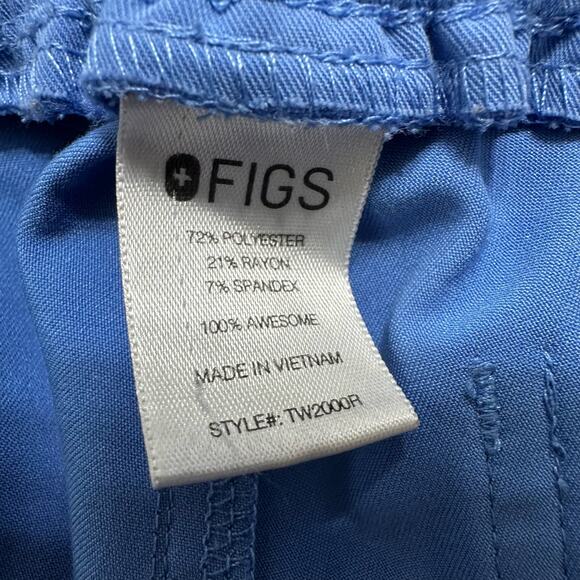 FIGS
72% POLYESTER
21% RAYON
7% SPANDEX
100% AWESOME
MADE IN VIETNAM
STYLE#: TW2000R